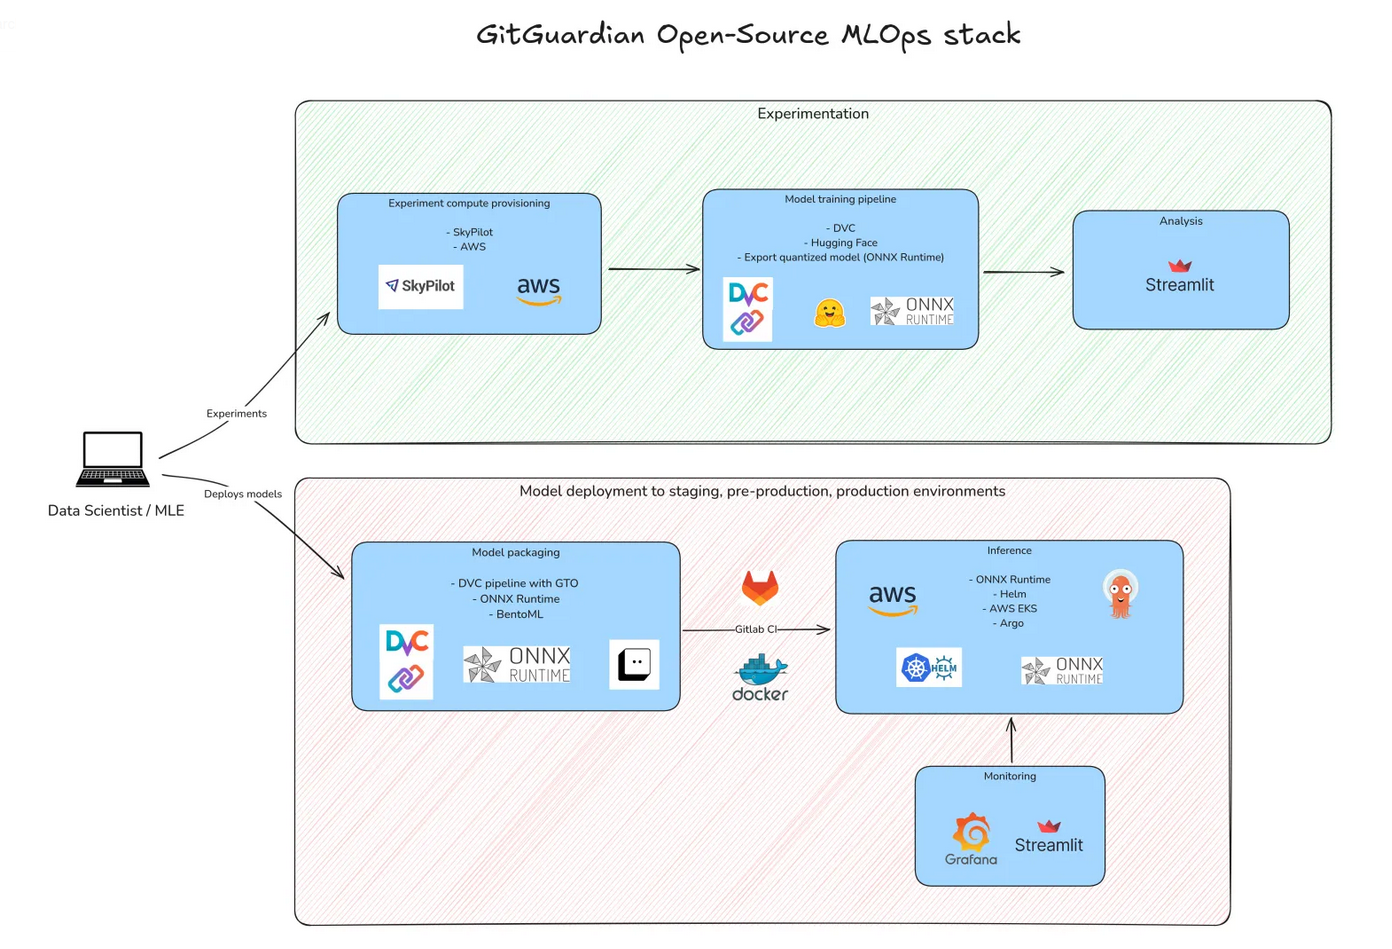 GitGuardian Open-Source MLOps stack
Experimentation
Experiment compute provisioning
- SkyPilot
- AWS
SkyPilot
aws
Model training pipeline
- DVC
- Hugging Face
- Export quantized model (ONNX Runtime)
DVC
ONNX
RUNTIME
Analysis
Streamlit
Experiments
Data Scientist / MLE
Deploys models
Model deployment to staging, pre-production, production environments
Model packaging
- DVC pipeline with GTO
- ONNX Runtime
- BentoML
DVC
ONNX
RUNTIME
Gitlab CI
docker
Inference
- ONNX Runtime
- Helm
- AWS EKS
- Argo
aws
HELM
ONNX
RUNTIME
Monitoring
Grafana
Streamlit